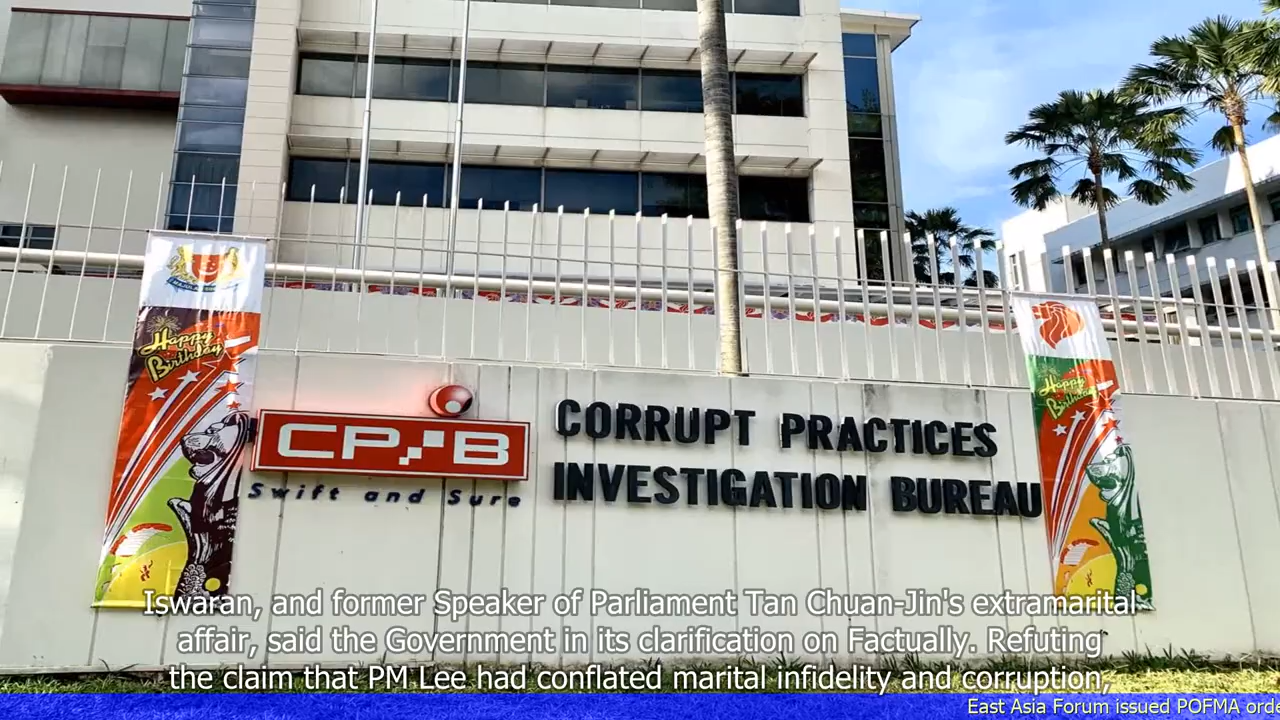 Happy
Birthday
Happy
Birthday
CPIB
Swift and Sure
CORRUPT PRACTICES
INVESTIGATION BUREAU
Iswaran, and former Speaker of Parliament Tan Chuan-Jin's extramarital
affair, said the Government in its clarification on Factually. Refuting
the claim that PM Lee had conflated marital infidelity and corruption,
East Asia Forum issued POFMA orde